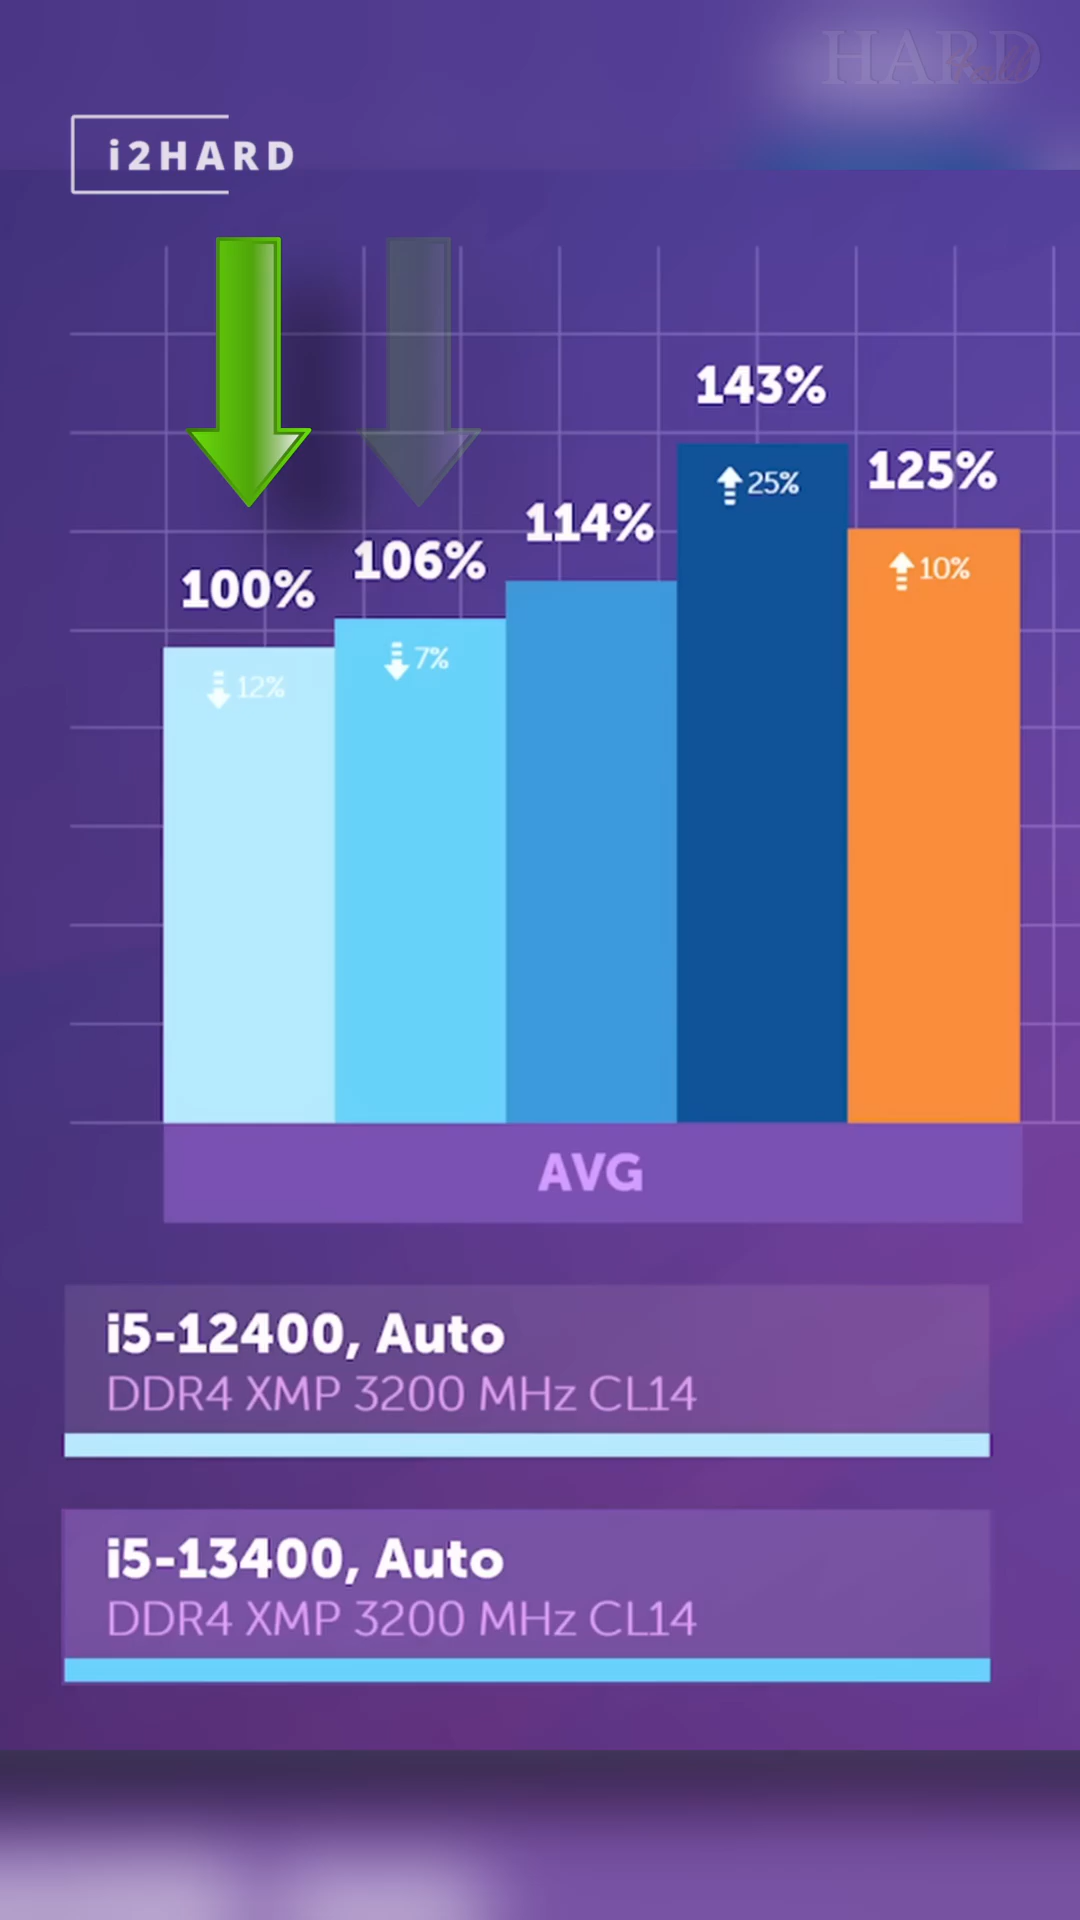 HARD
i2HARD
143%
25%
125%
10%
114%
106%
7%
100%
12%
AVG
i5-12400, Auto
DDR4 XMP 3200 MHz CL14
i5-13400, Auto
DDR4 XMP 3200 MHz CL14